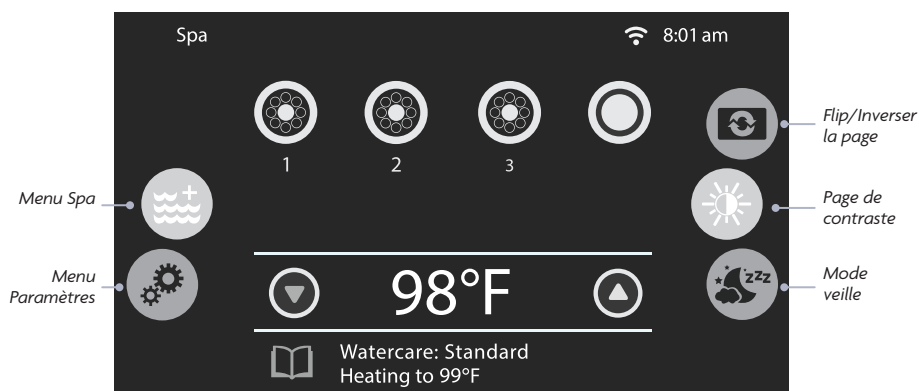 Spa
8:01 am
Flip/Inverser
la page
1
2
3
Menu Spa
Page de
contraste
Menu
Paramètres
98°F
zzz
Mode
veille
Watercare: Standard
Heating to 99°F